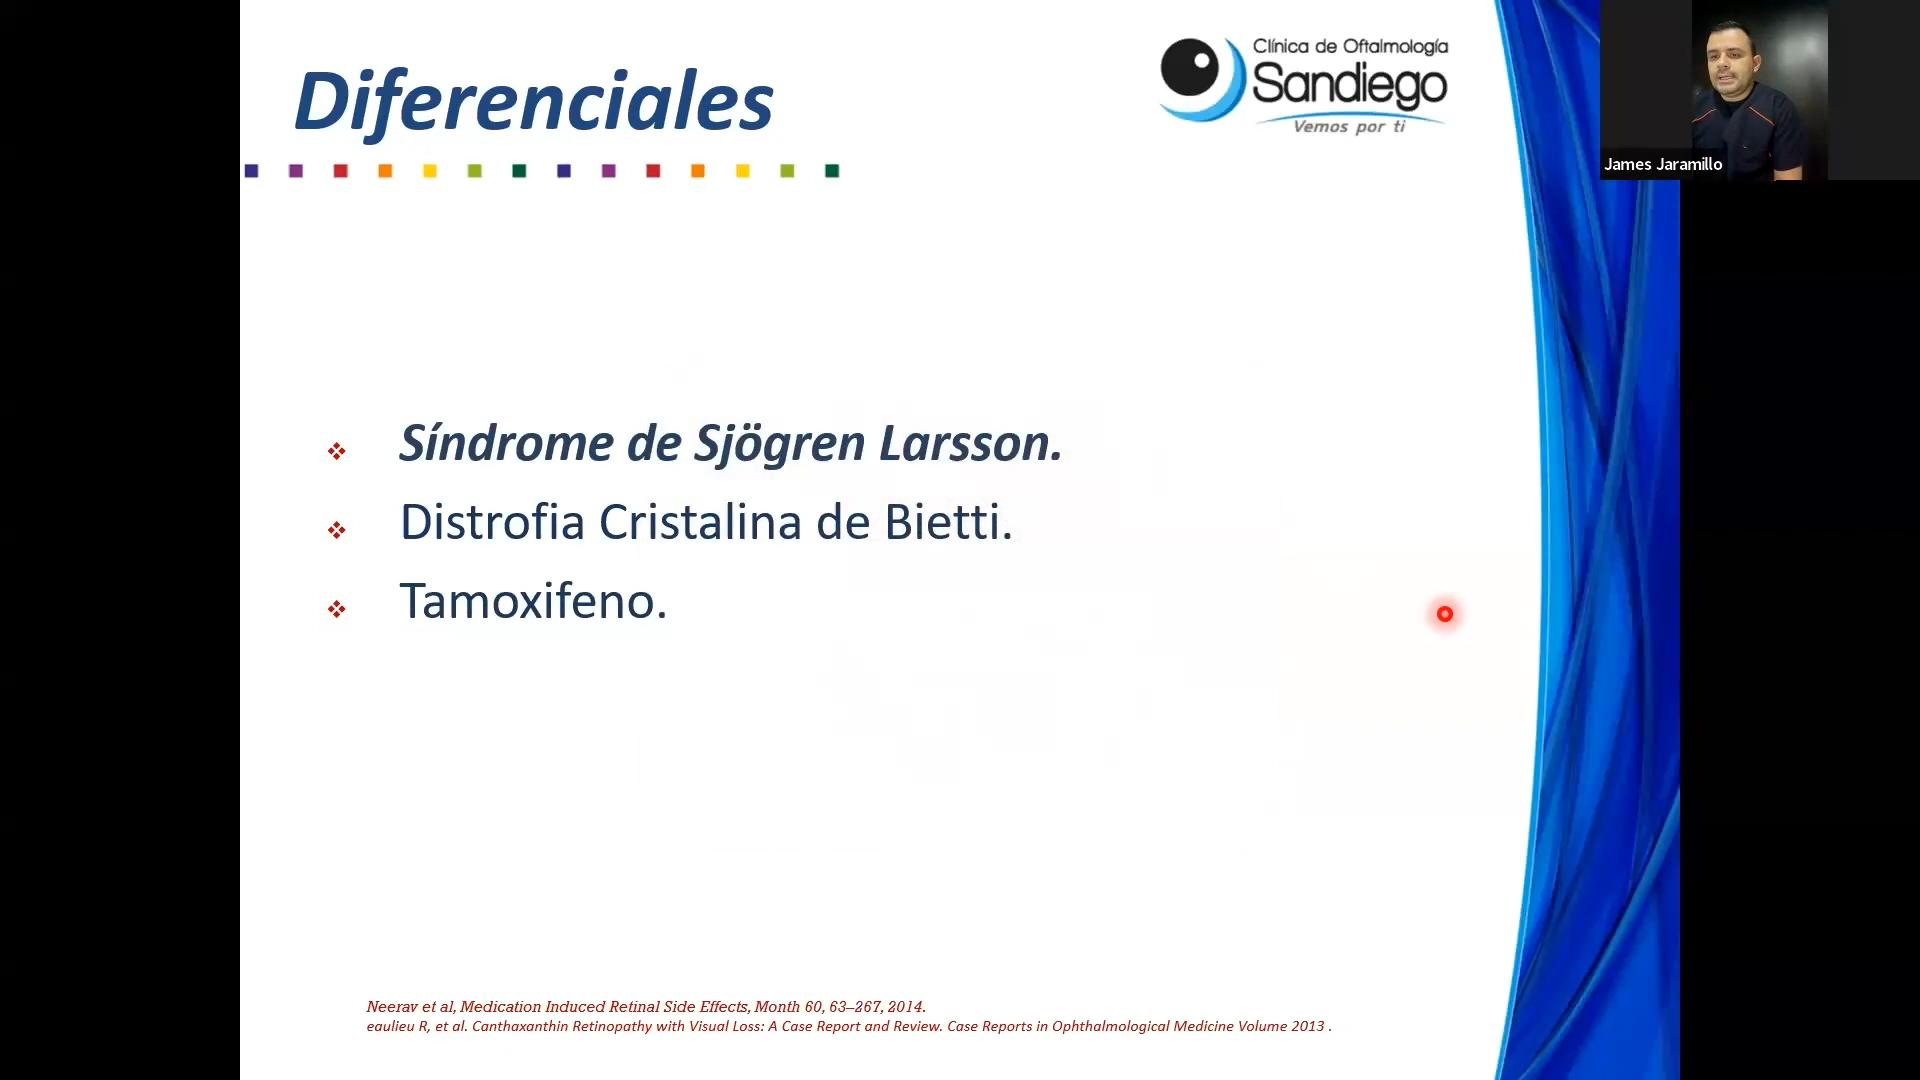 Diferenciales
Clínica de Oftalmología
Sandiego
Vemos por ti
James Jaramillo
Síndrome de Sjögren Larsson.
Distrofia Cristalina de Bietti.
Tamoxifeno.
Neerav et al, Medication Induced Retinal Side Effects, Month 60, 63–267, 2014.
eaulieu R, et al. Canthaxanthin Retinopathy with Visual Loss: A Case Report and Review. Case Reports in Ophthalmological Medicine Volume 2013 .